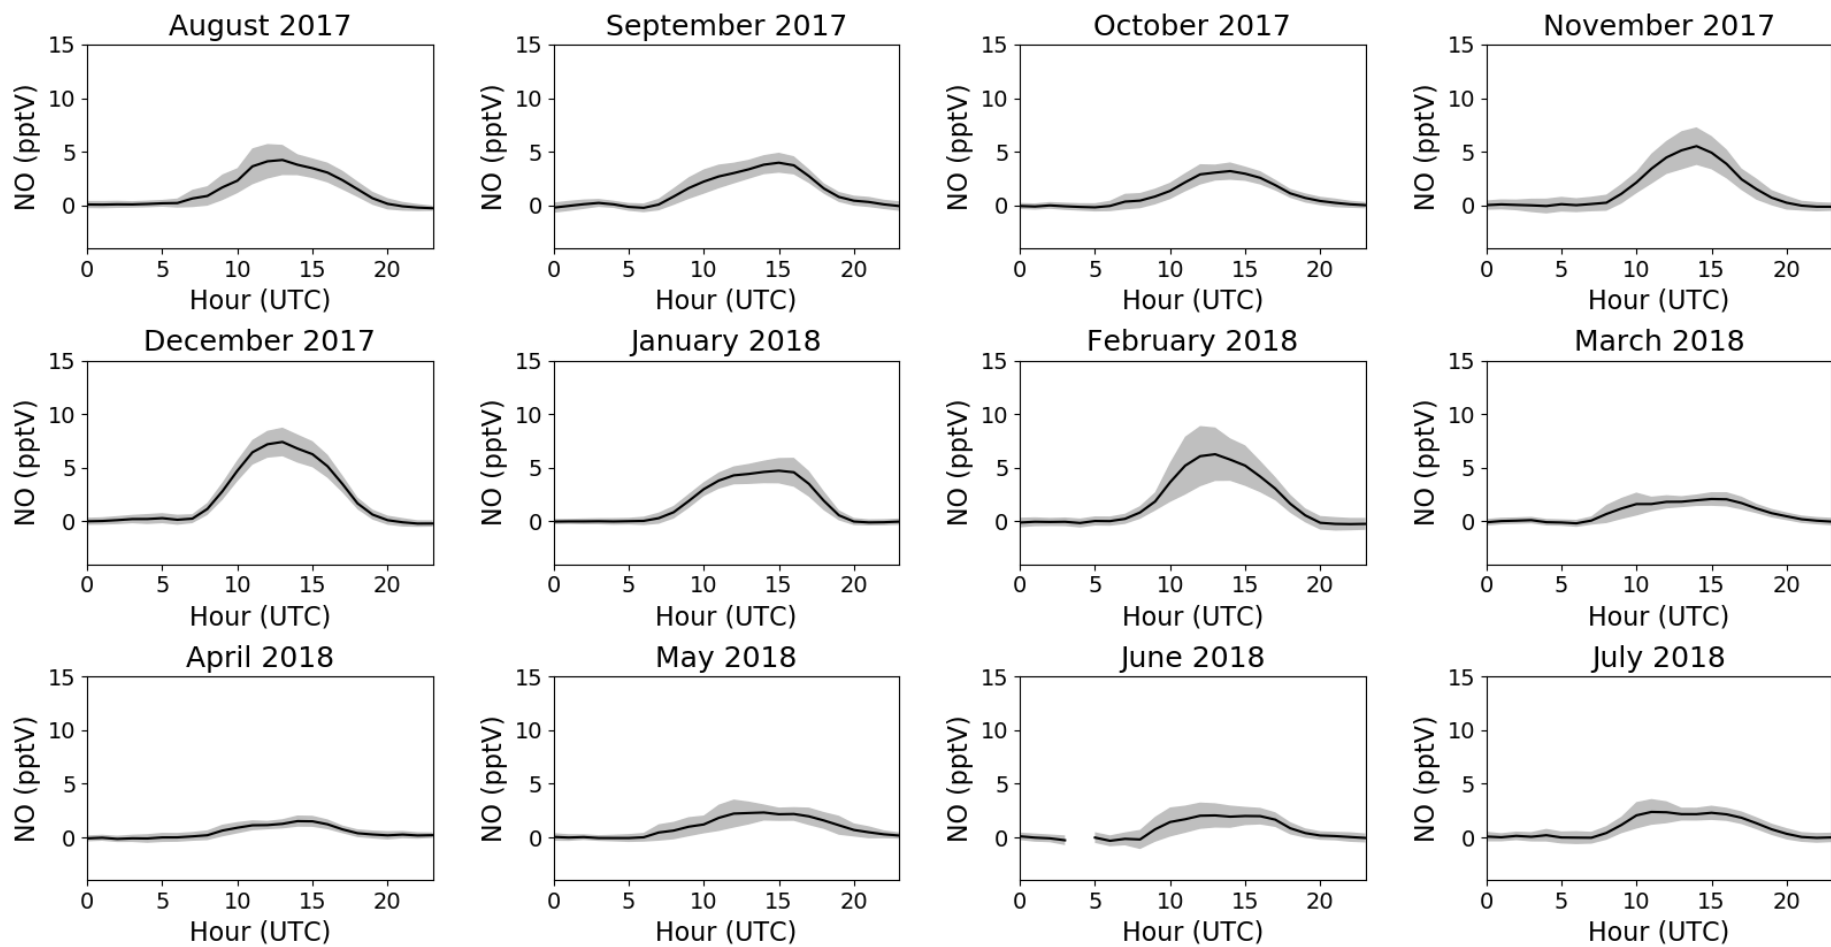 August 2017
September 2017
October 2017
November 2017
15
10
5
0
NO (pptV)
0 5 10 15 20
Hour (UTC)
15
10
5
0
NO (pptV)
0 5 10 15 20
Hour (UTC)
15
10
5
0
NO (pptV)
0 5 10 15 20
Hour (UTC)
15
10
5
0
NO (pptV)
0 5 10 15 20
Hour (UTC)
December 2017
January 2018
February 2018
March 2018
15
10
5
0
NO (pptV)
0 5 10 15 20
Hour (UTC)
15
10
5
0
NO (pptV)
0 5 10 15 20
Hour (UTC)
15
10
5
0
NO (pptV)
0 5 10 15 20
Hour (UTC)
15
10
5
0
NO (pptV)
0 5 10 15 20
Hour (UTC)
April 2018
May 2018
June 2018
July 2018
15
10
5
0
NO (pptV)
0 5 10 15 20
Hour (UTC)
15
10
5
0
NO (pptV)
0 5 10 15 20
Hour (UTC)
15
10
5
0
NO (pptV)
0 5 10 15 20
Hour (UTC)
15
10
5
0
NO (pptV)
0 5 10 15 20
Hour (UTC)